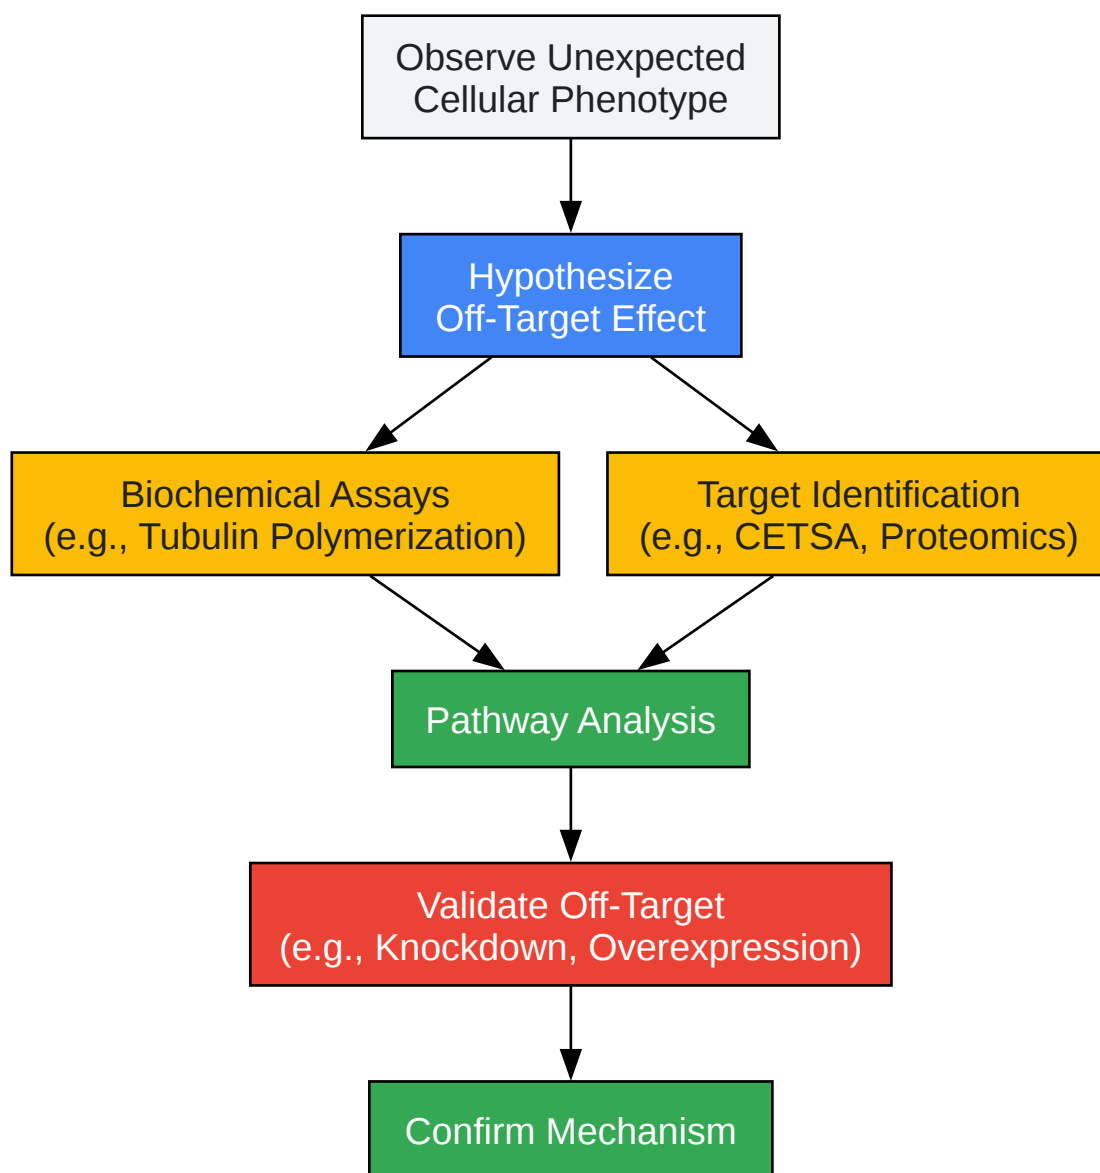 Observe Unexpected
Cellular Phenotype
Hypothesize
Off-Target Effect
Biochemical Assays
(e.g., Tubulin Polymerization)
Target Identification
(e.g., CETSA, Proteomics)
Pathway Analysis
Validate Off-Target
(e.g., Knockdown, Overexpression)
Confirm Mechanism